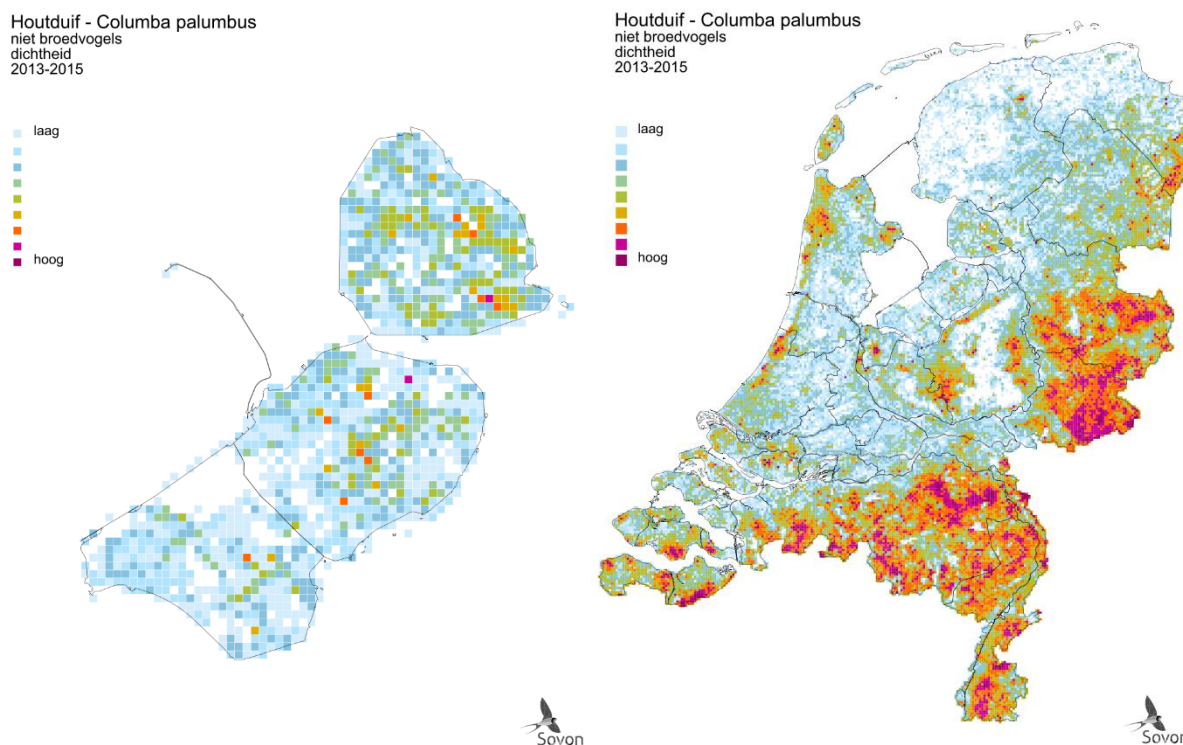 Houtduif - Columba palumbus
niet broedvogels
dichtheid
2013-2015
laag
hoog
Sovon
Houtduif - Columba palumbus
niet broedvogels
dichtheid
2013-2015
laag
hoog
Sovon